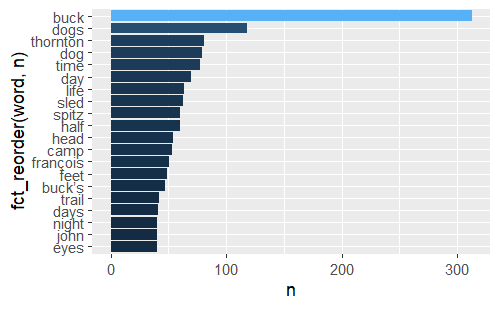 buck
dogs
thornton
dog
time
day
life
sled
spitz
half
head
camp
françois
feet
buck's
trail
days
night
john
eyes
fct_reorder(word, n)
0 100 200 300
n